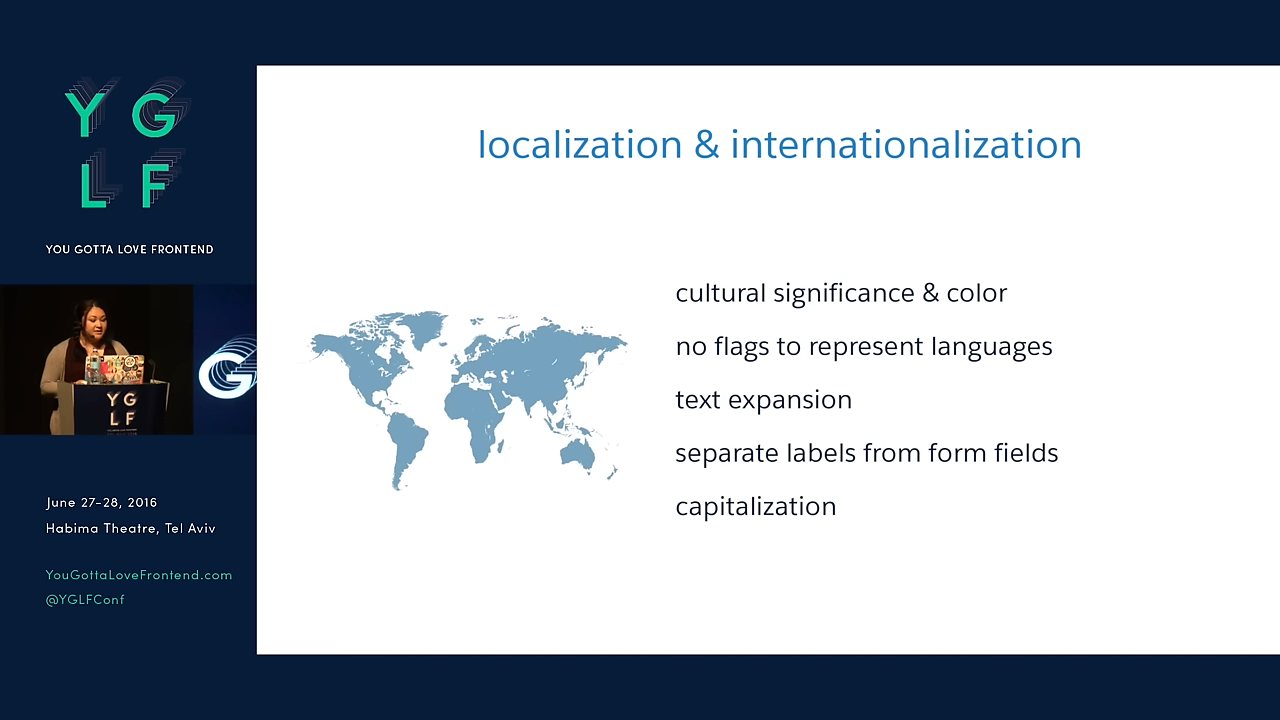 Y G
L F
YOU GOTTA LOVE FRONTEND
G
Y G
L F
June 27-28, 2016
Habima Theatre, Tel Aviv
YouGottaLoveFrontend.com
@YGLFConf
localization & internationalization
cultural significance & color
no flags to represent languages
text expansion
separate labels from form fields
capitalization